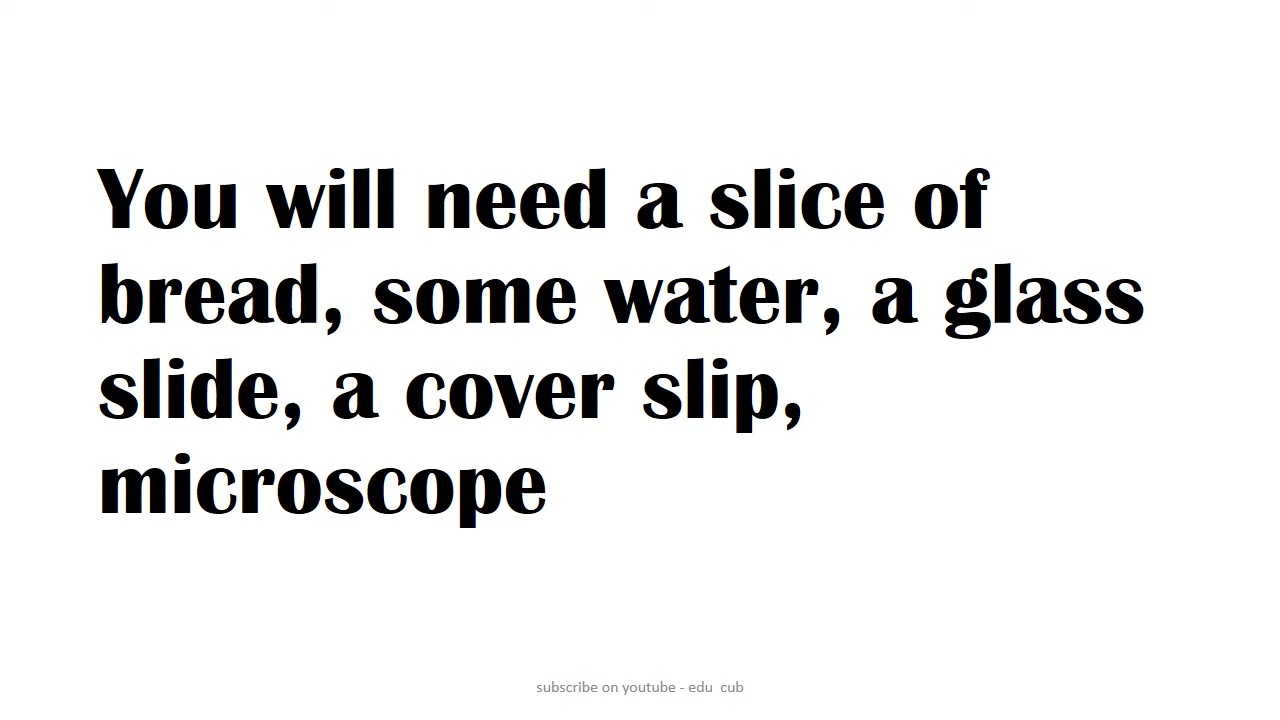 You will need a slice of
bread, some water, a glass
slide, a cover slip,
microscope
subscribe on youtube - edu  cub